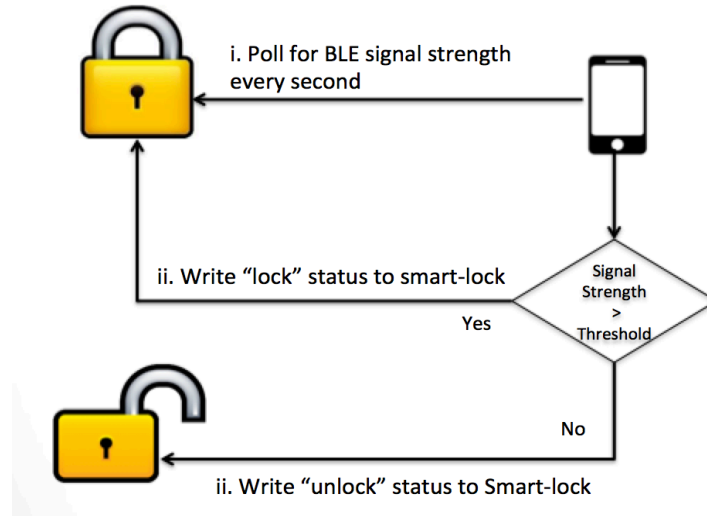 i. Poll for BLE signal strength
every second
ii. Write “lock” status to smart-lock
Signal
Strength
>
Threshold
Yes
No
ii. Write “unlock” status to Smart-lock